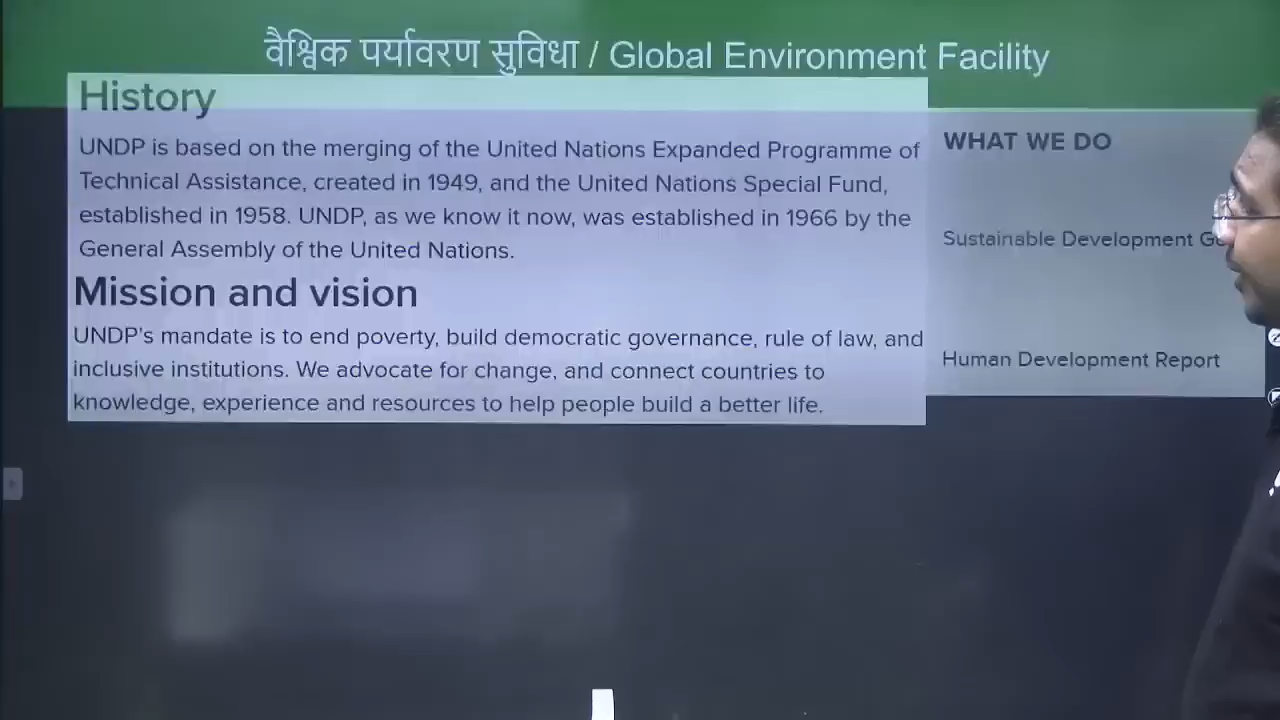 वैश्विक पर्यावरण सुविधा / Global Environment Facility
History
UNDP is based on the merging of the United Nations Expanded Programme of
Technical Assistance, created in 1949, and the United Nations Special Fund,
established in 1958. UNDP, as we know it now, was established in 1966 by the
General Assembly of the United Nations.
Mission and vision
UNDP's mandate is to end poverty, build democratic governance, rule of law, and
inclusive institutions. We advocate for change, and connect countries to
knowledge, experience and resources to help people build a better life.
WHAT WE DO
Sustainable Development
Human Development Report